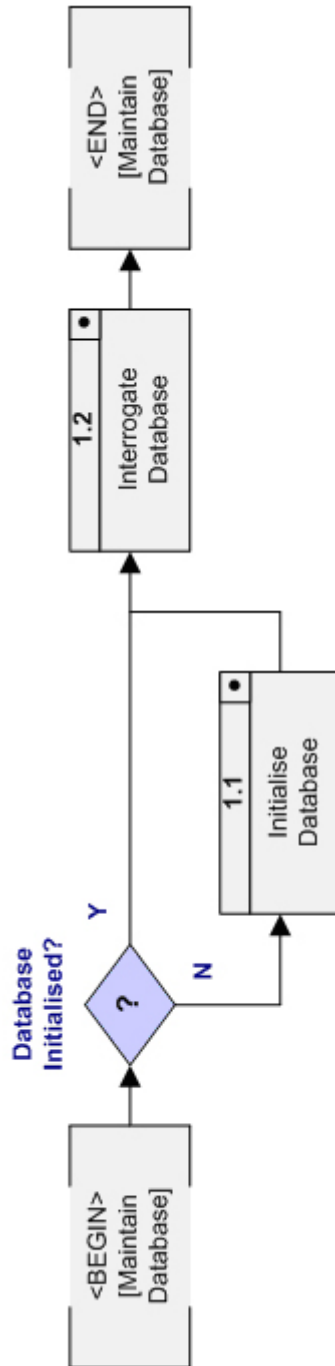 <BEGIN>
[Maintain
Database]
Database
Initialised?
?
Y
N
1.1
Initialise
Database
1.2
Interrogate
Database
<END>
[Maintain
Database]